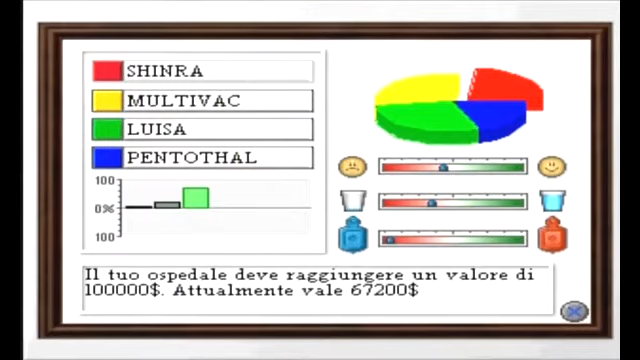 SHINRA
MULTIVAC
LUISA
PENTOTHAL
100
0%
100
Il tuo ospedale deve raggiungere un valore di
100000$. Attualmente vale 67200$